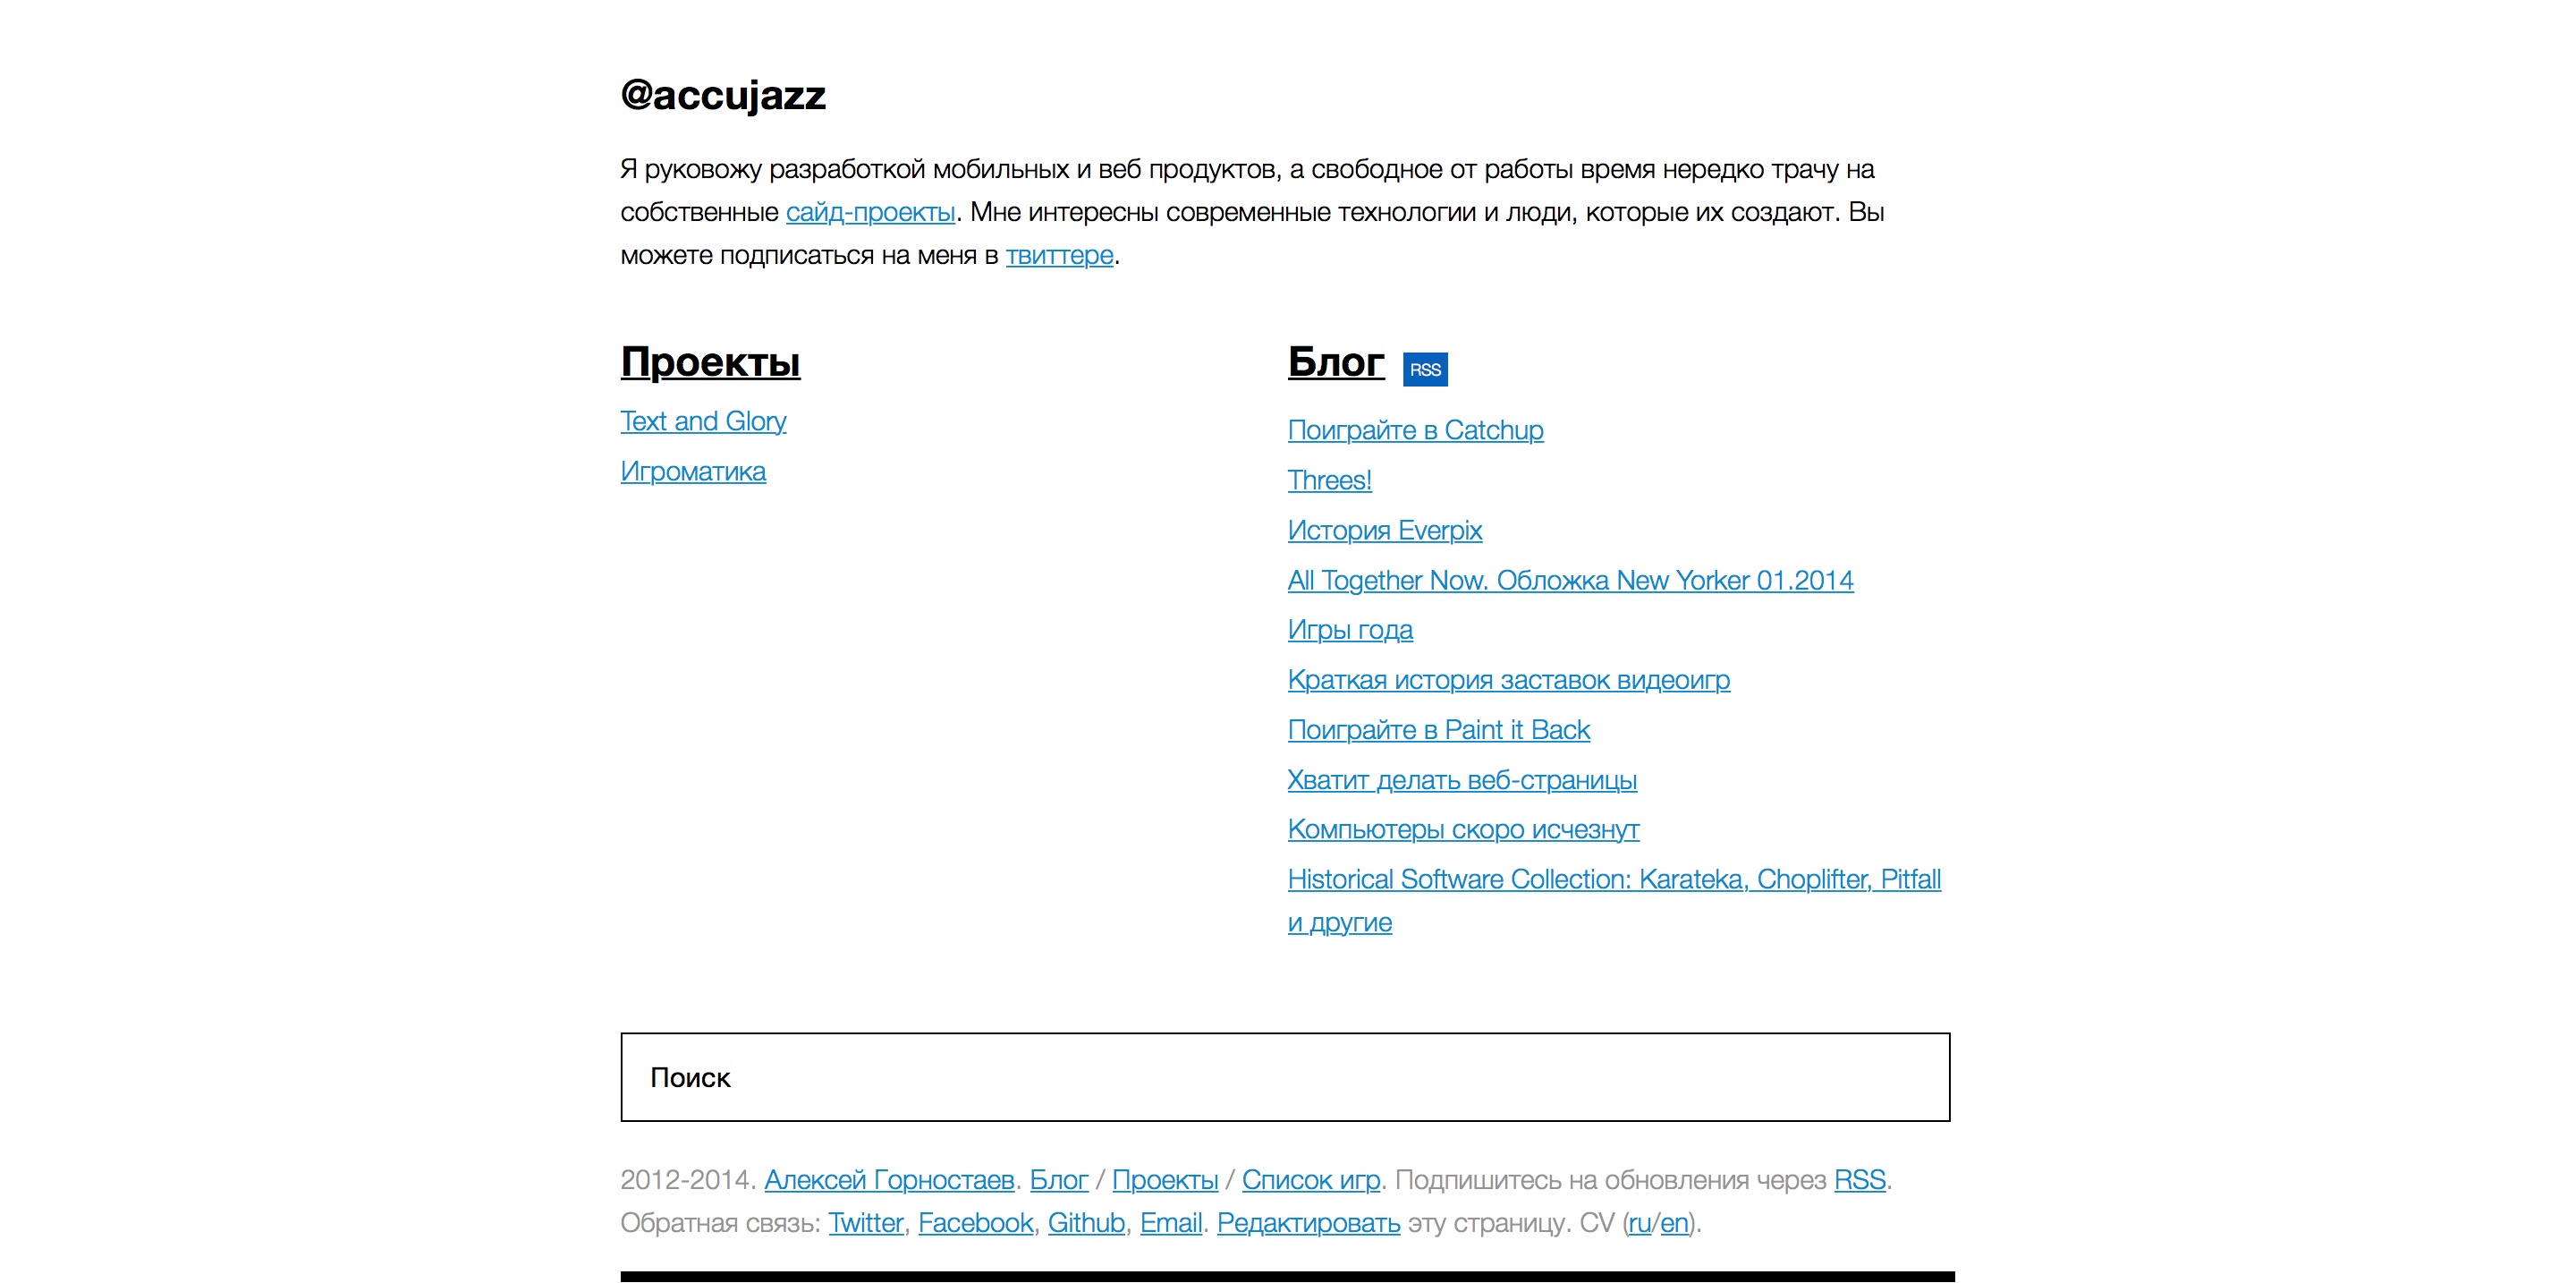 @accujazz
Я руковожу разработкой мобильных и веб продуктов, а свободное от работы время нередко трачу на
собственные сайд-проекты. Мне интересны современные технологии и люди, которые их создают. Вы
можете подписаться на меня в твиттере.
Проекты
Text and Glory
Игроматика
Блог RSS
Поиграйте в Catchup
Threes!
История Everpix
All Together Now. Обложка New Yorker 01.2014
Игры года
Краткая история заставок видеоигр
Поиграйте в Paint it Back
Хватит делать веб-страницы
Компьютеры скоро исчезнут
Historical Software Collection: Karateka, Choplifter, Pitfall
и другие
Поиск
2012-2014. Алексей Горностаев. Блог / Проекты / Список игр. Подпишитесь на обновления через RSS.
Обратная связь: Twitter, Facebook, Github, Email. Редактировать эту страницу. CV (ru/en).